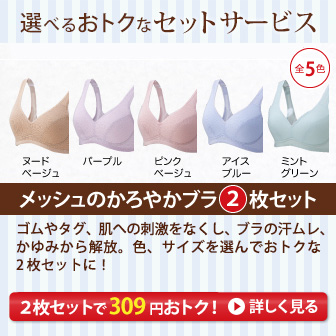 選べるおトクなセットサービス
全5色
ヌード
ベージュ
パープル
ピンク
ベージュ
アイス
ブルー
ミント
グリーン
メッシュのかろやかブラ2枚セット
ゴムやタグ、肌への刺激をなくし、ブラの汗ムレ、
かゆみから解放。色、サイズを選んでおトクな
2枚セットに！
2枚セットで309円おトク！ 詳しく見る